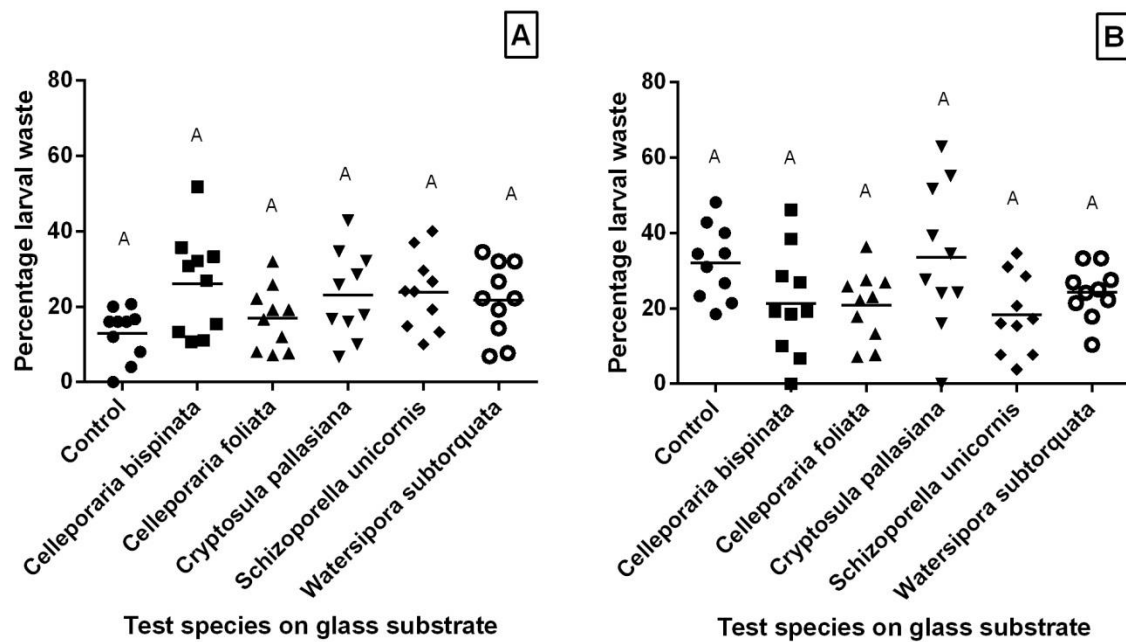 A
Percentage larval waste
80
60
40
20
0
A
A
A
A
A
A
Control
Celleporaria bispinata
Celleporaria foliata
Cryptosula pallasiana
Schizoporella unicornis
Watersipora subtorquata
Test species on glass substrate
B
Percentage larval waste
80
60
40
20
0
A
A
A
A
A
A
Control
Celleporaria bispinata
Celleporaria foliata
Cryptosula pallasiana
Schizoporella unicornis
Watersipora subtorquata
Test species on glass substrate